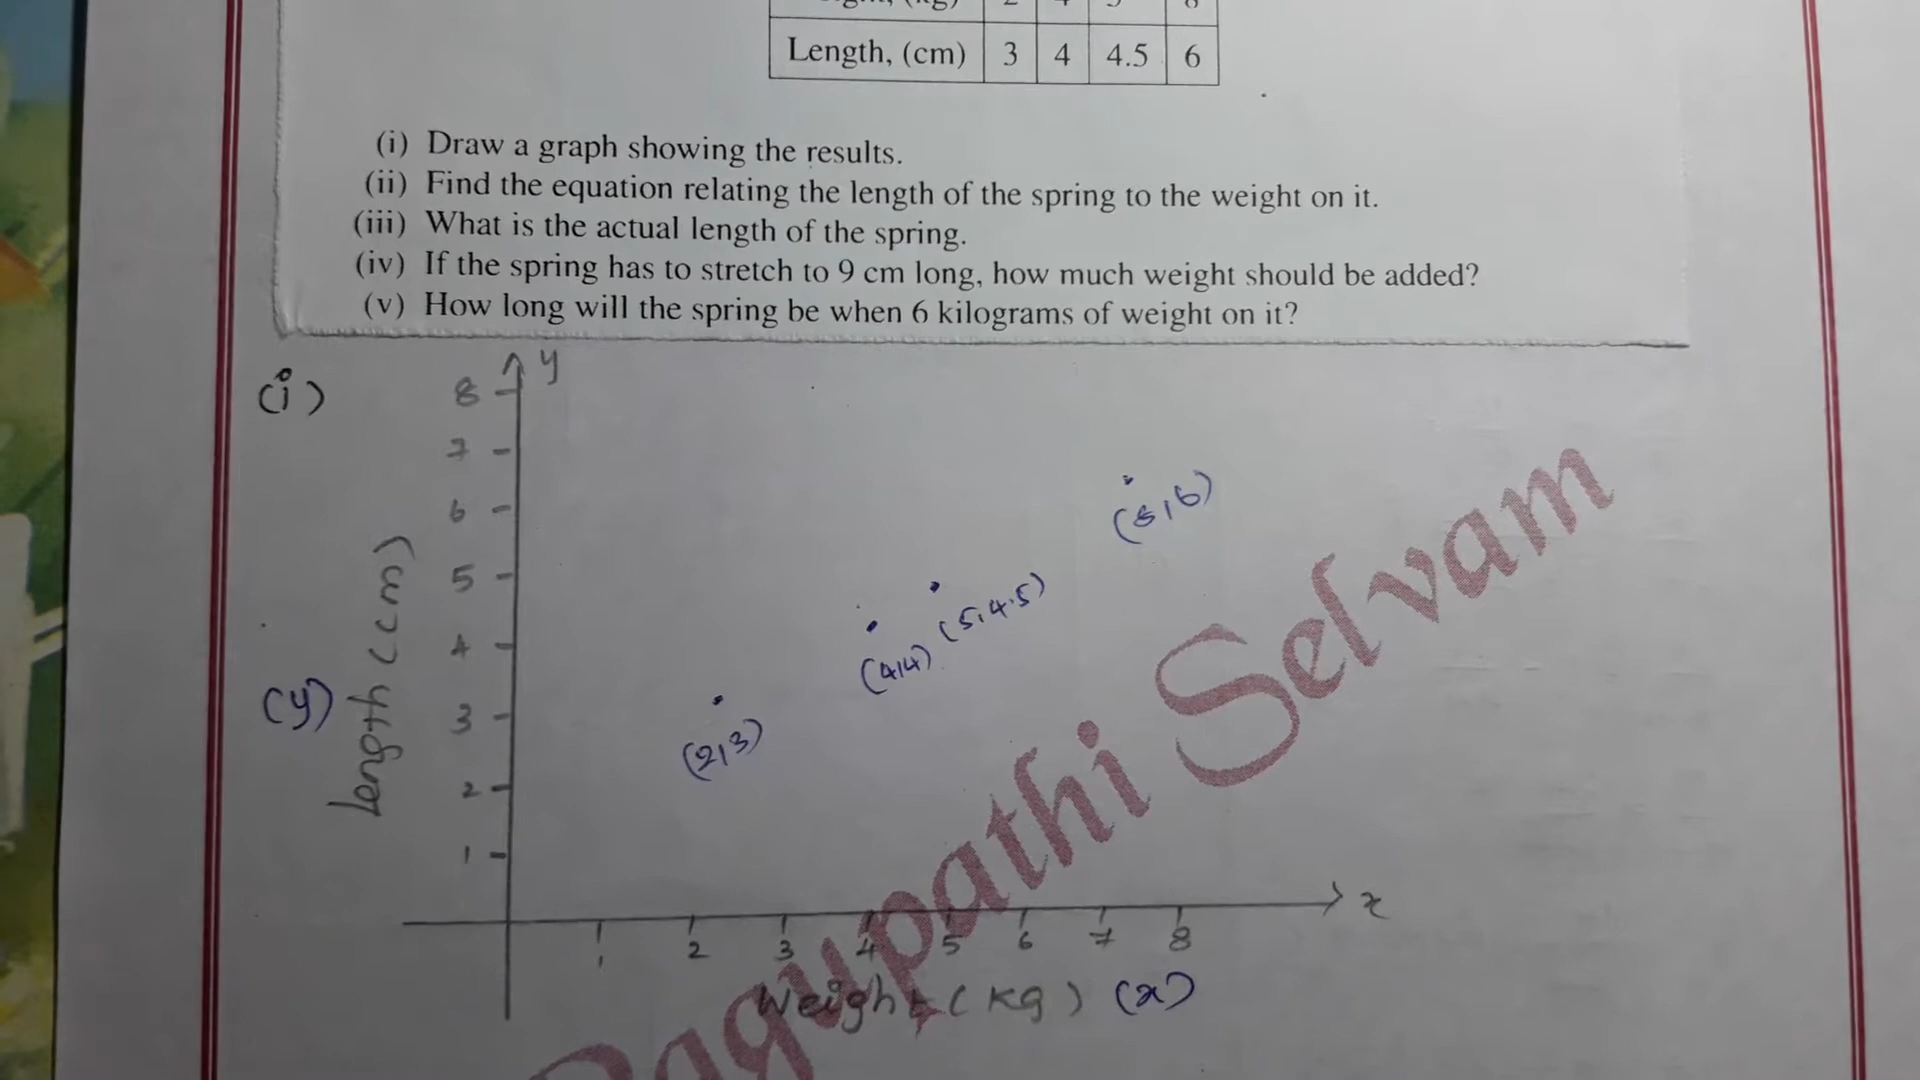 Length, (cm) 3 4 4.5 6
(i) Draw a graph showing the results.
(ii) Find the equation relating the length of the spring to the weight on it.
(iii) What is the actual length of the spring.
(iv) If the spring has to stretch to 9 cm long, how much weight should be added?
(v) How long will the spring be when 6 kilograms of weight on it?
(i)
y
8
7
6
5
4
3
2
1
(y)
Length (cm)
(8,6)
(5,4.5)
(4,4)
(2,3)
x
1 2 3 4 5 6 7 8
Weight (kg) (x)
Ragupathi Selvam